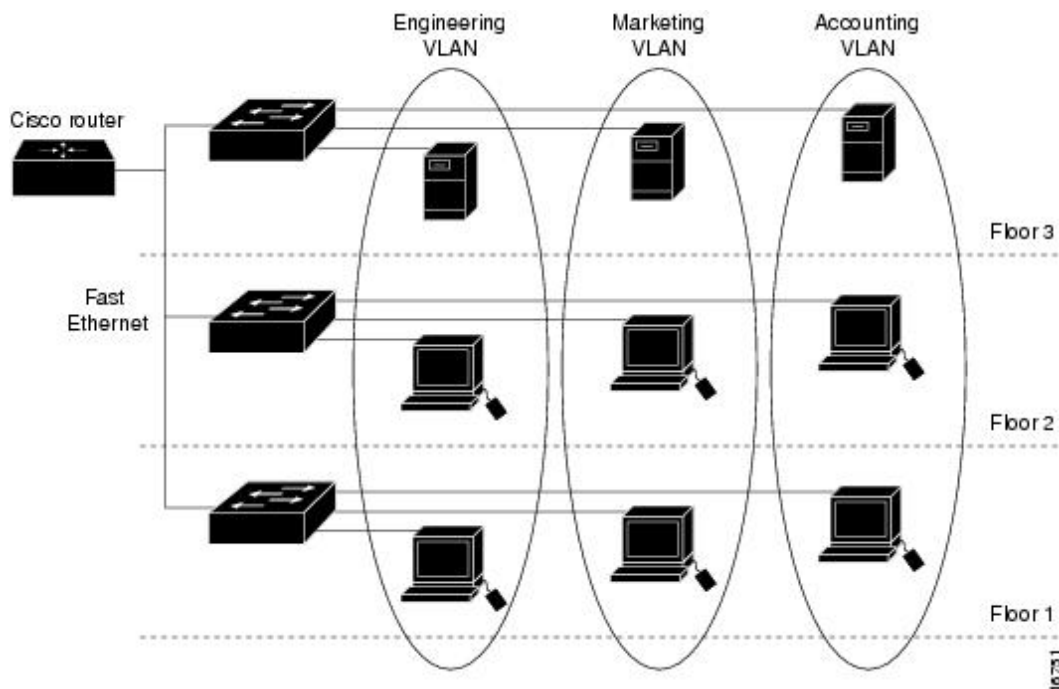 Engineering
VLAN
Marketing
VLAN
Accounting
VLAN
Cisco router
Floor 3
Fast
Ethernet
Floor 2
Floor 1